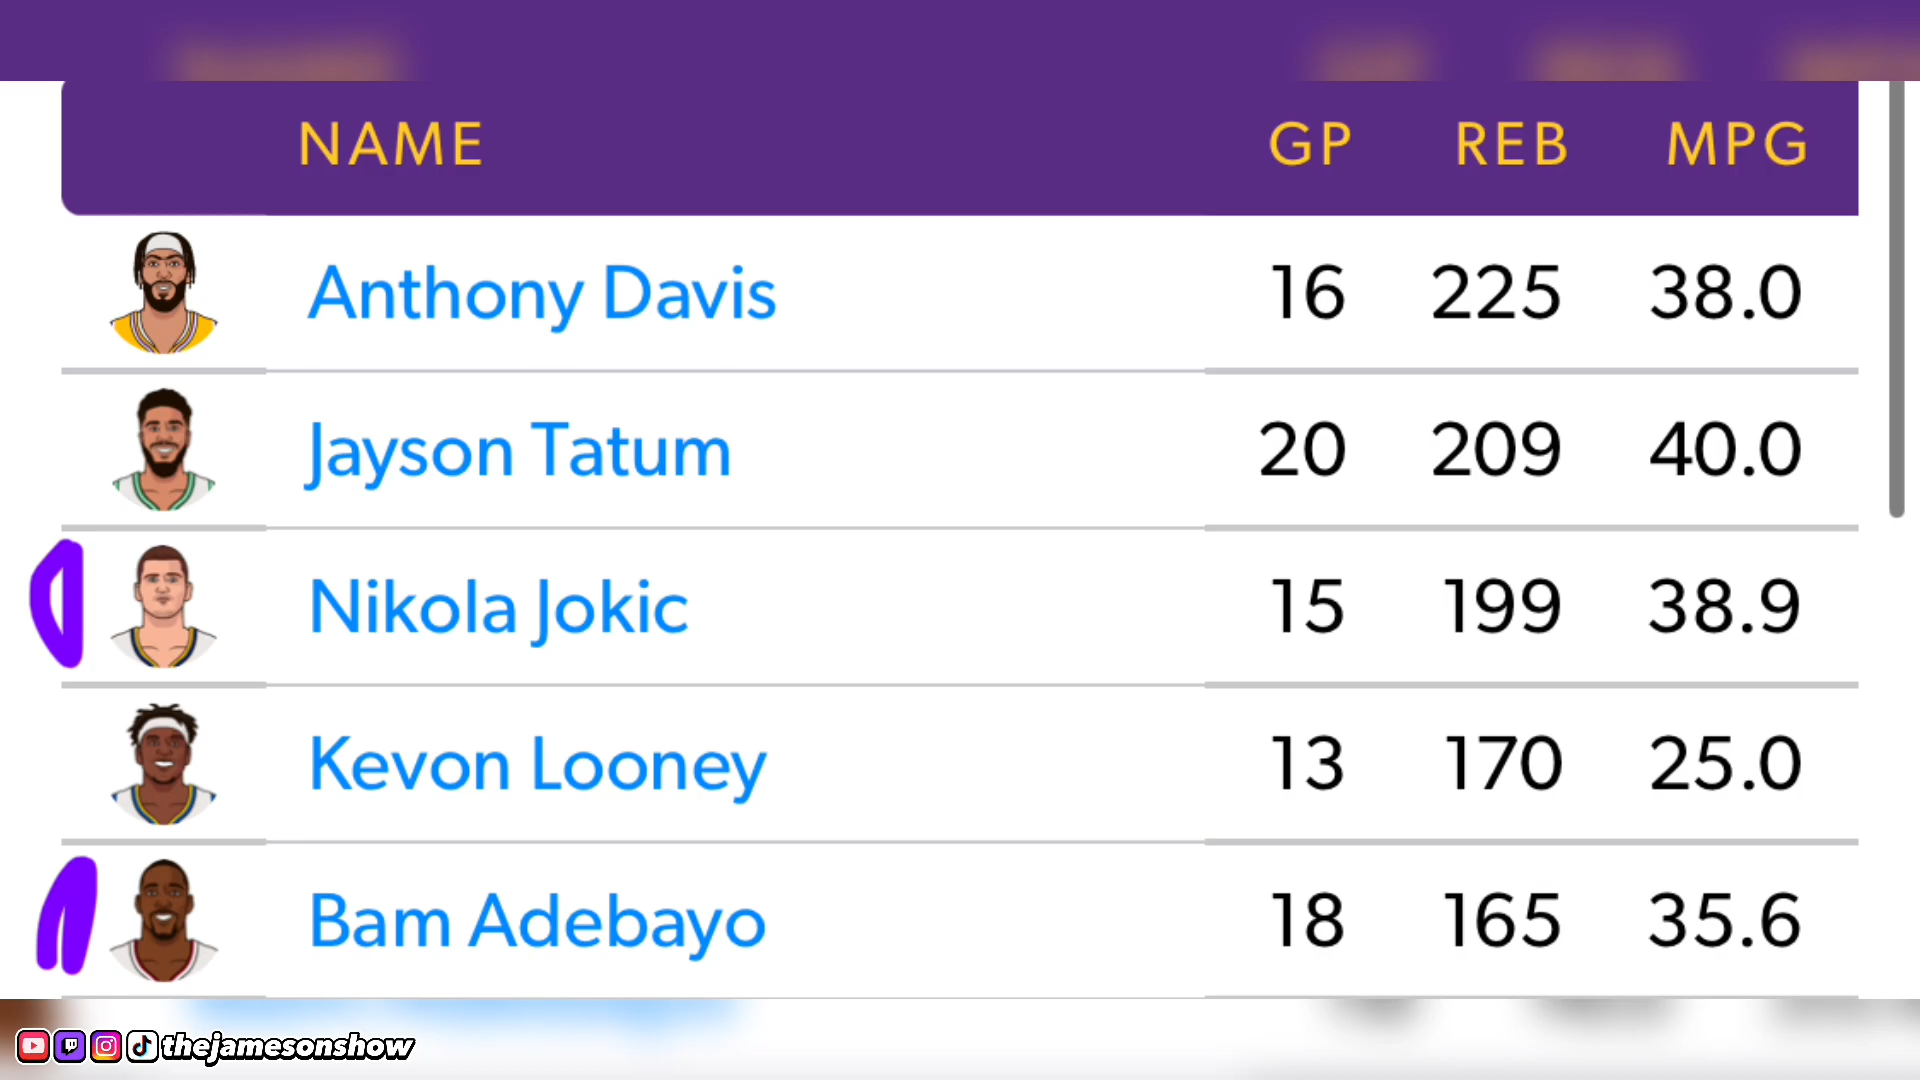 NAME GP REB MPG
Anthony Davis 16 225 38.0
Jayson Tatum 20 209 40.0
Nikola Jokic 15 199 38.9
Kevon Looney 13 170 25.0
Bam Adebayo 18 165 35.6
thejamesonshow